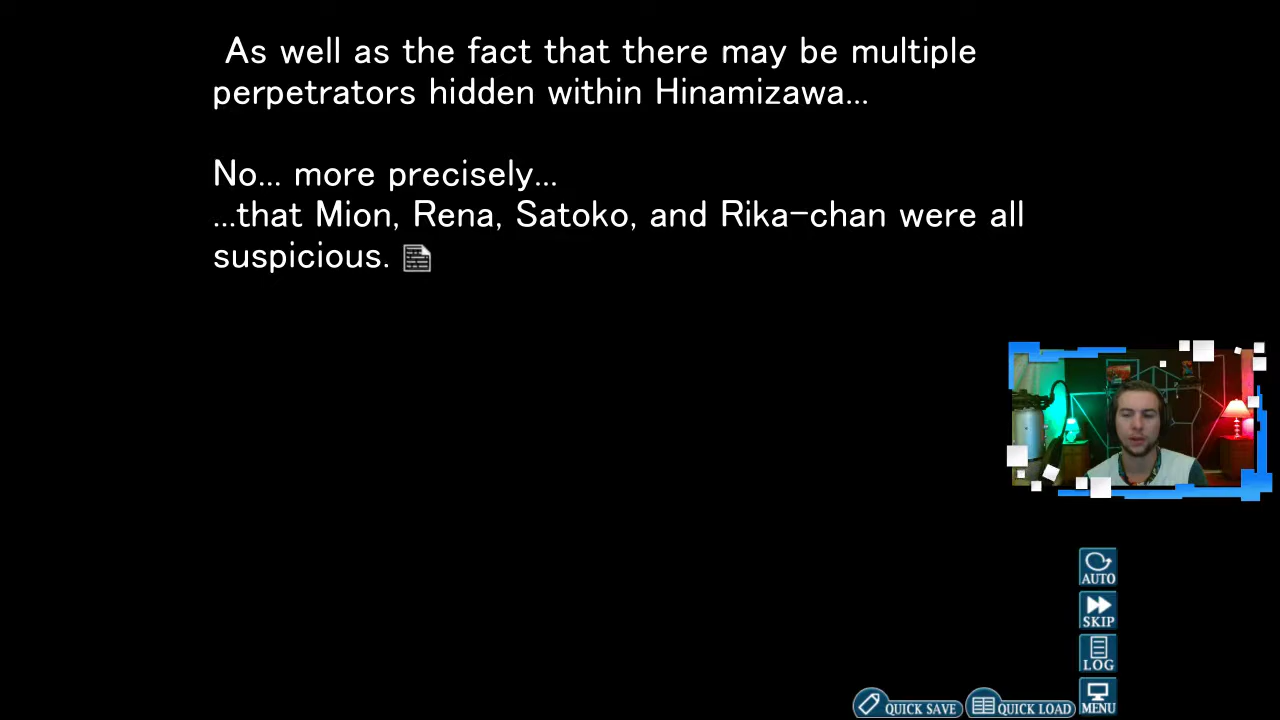 As well as the fact that there may be multiple
perpetrators hidden within Hinamizawa...
No... more precisely...
...that Mion, Rena, Satoko, and Rika-chan were all
suspicious.
AUTO
SKIP
LOG
MENU
QUICK SAVE
QUICK LOAD